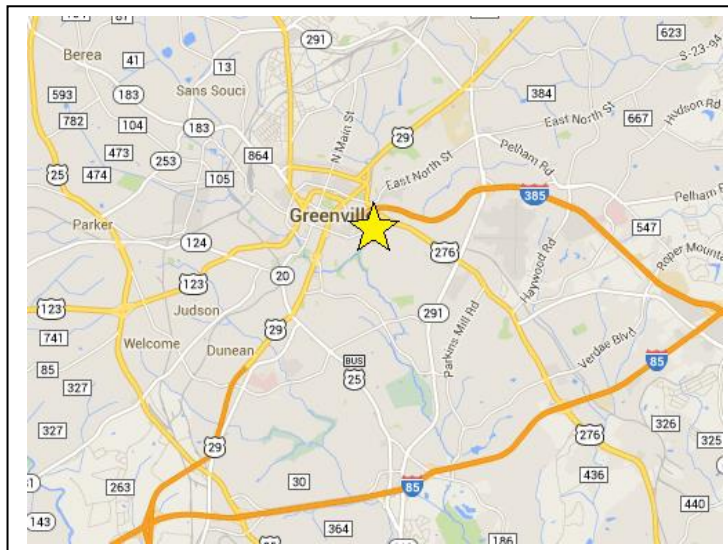 87
291
623
S-23-94
Berea
41
13
384
Sans Souci
593
183
667
Hudson Rd
782
104
183
N Main St
29
East North St
Pelham Rd
473
253
864
25
474
105
East North St
385
Pelham
Greenville
547
Parker
124
276
Roper Mountain
20
Haywood Rd
123
123
291
Judson
29
Parkins Mill Rd
741
Welcome
Dunean
Verdae Blvd
85
BUS
25
85
327
327
326
29
276
325
263
30
85
436
440
143
364
186